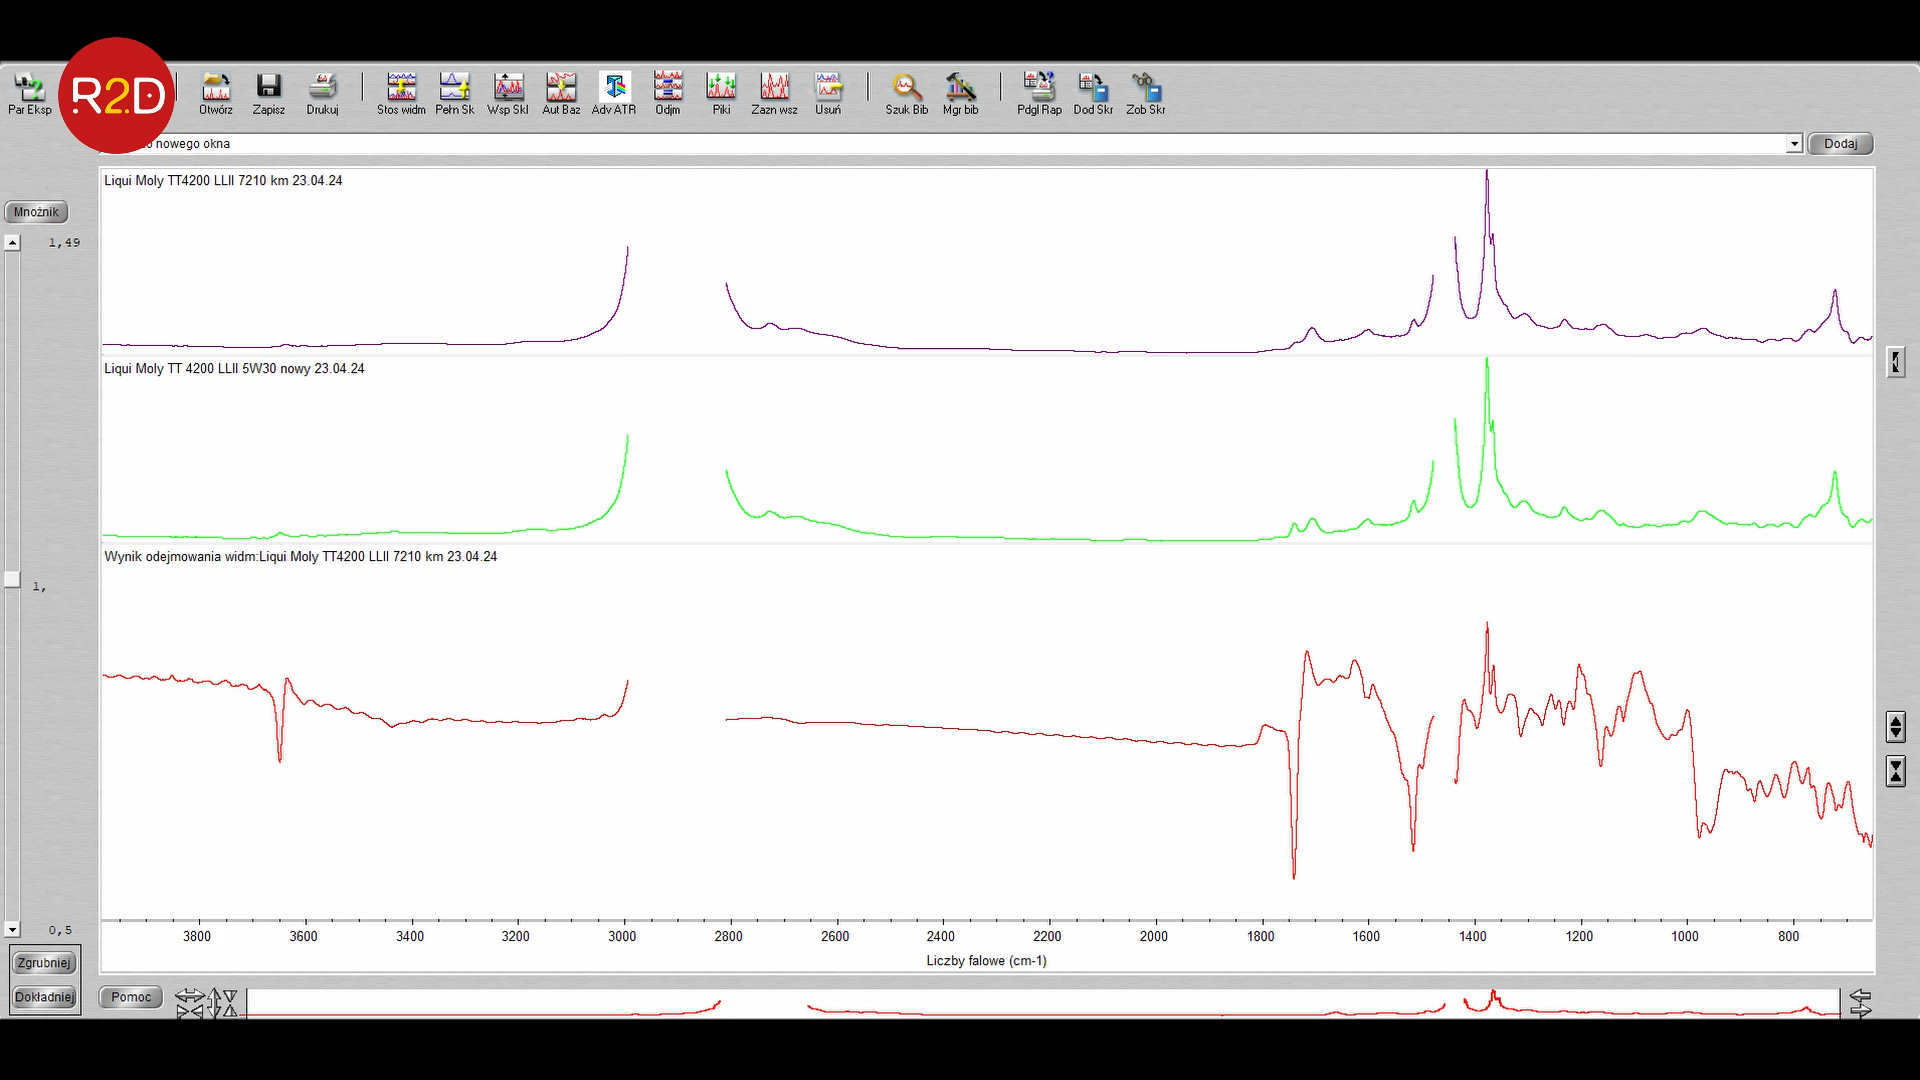 R2D
Par Eksp
Otwórz
Zapisz
Drukuj
Stos widm
Pełn Sk
Wsp Skl
Aut Baz
Adv ATR
Odjm
Piki
Zazn wsz
Usuń
Szuk Bib
Mgr bib
Pdgl Rap
Dod Skr
Zob Skr
nowego okna
Dodaj
Mnożnik
1,49
1,
0,5
Zgrubniej
Dokładniej
Liqui Moly TT4200 LLII 7210 km 23.04.24
Liqui Moly TT 4200 LLII 5W30 nowy 23.04.24
Wynik odejmowania widm:Liqui Moly TT4200 LLII 7210 km 23.04.24
3800 3600 3400 3200 3000 2800 2600 2400 2200 2000 1800 1600 1400 1200 1000 800
Liczby falowe (cm-1)
Pomoc